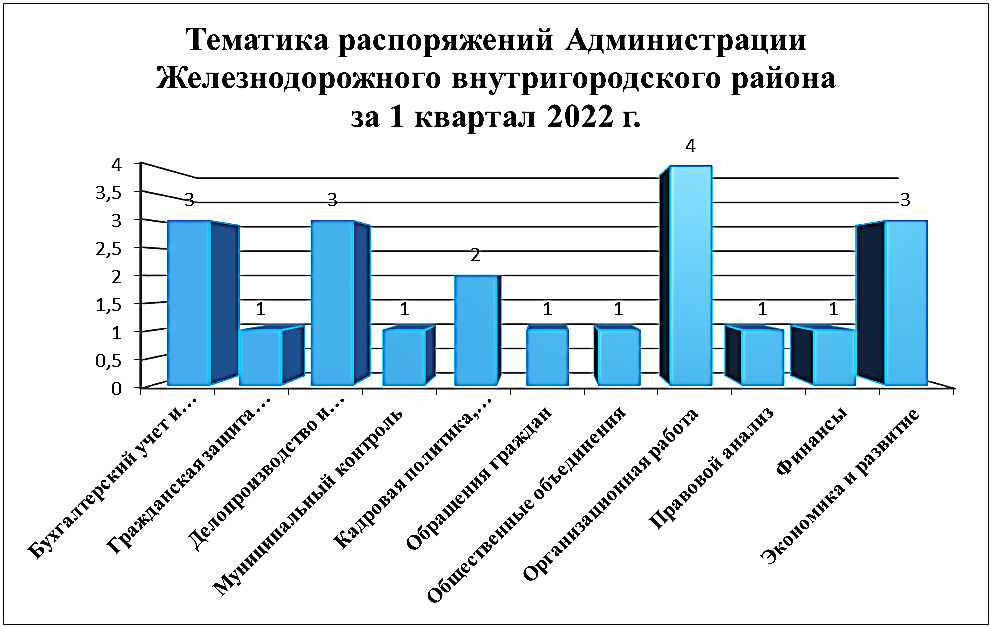 Тематика распоряжений Администрации
Железнодорожного внутригородского района
за 1 квартал 2022 г.
4
3,5
3
2,5
2
1,5
1
0,5
0
3
1
3
1
2
1
1
4
1
1
3
Бухгалтерский учет и…
Гражданская защита…
Делопроизводство и…
Муниципальный контроль
Кадровая политика,…
Обращения граждан
Общественные объединения
Организационная работа
Правовой анализ
Финансы
Экономика и развитие